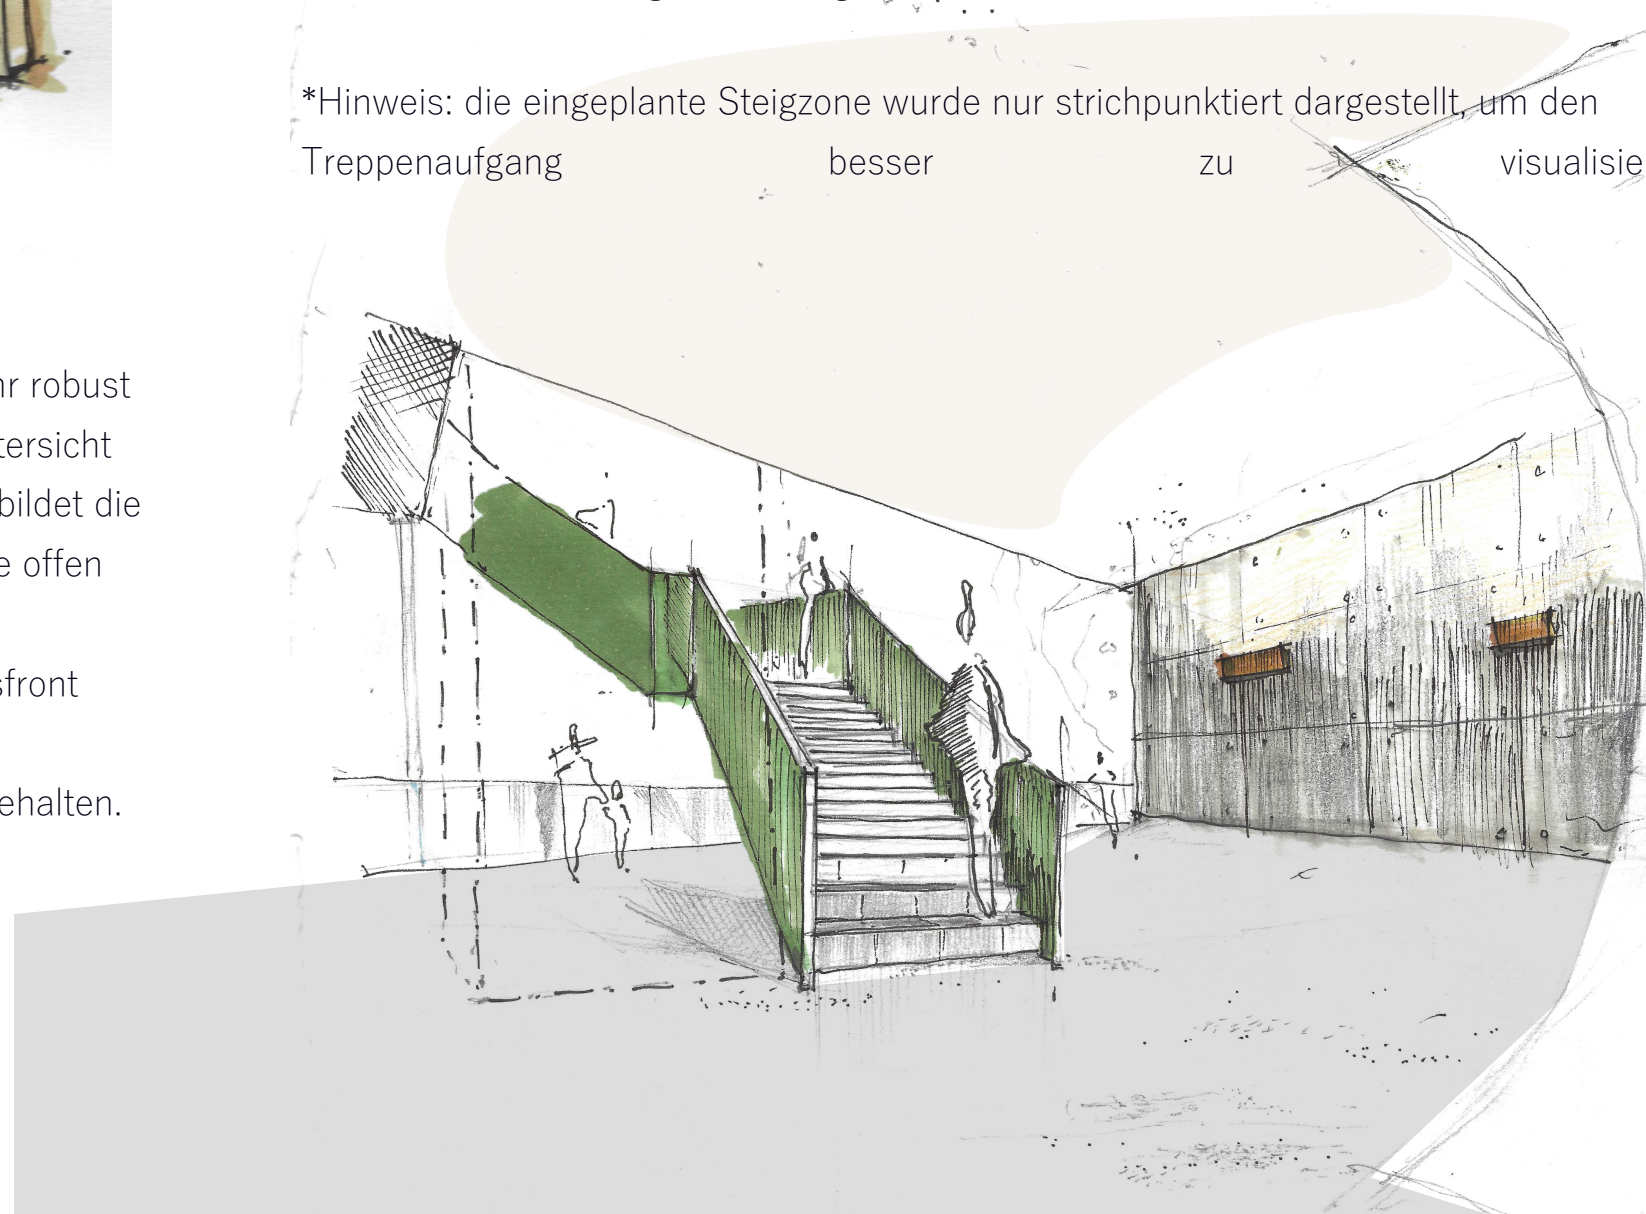 *Hinweis: die eingeplante Steigzone wurde nur strichpunktiert dargestellt, um den
Treppenaufgang besser zu visualisie
robust
tersicht
bildet die
offen
sfront
ehalten.